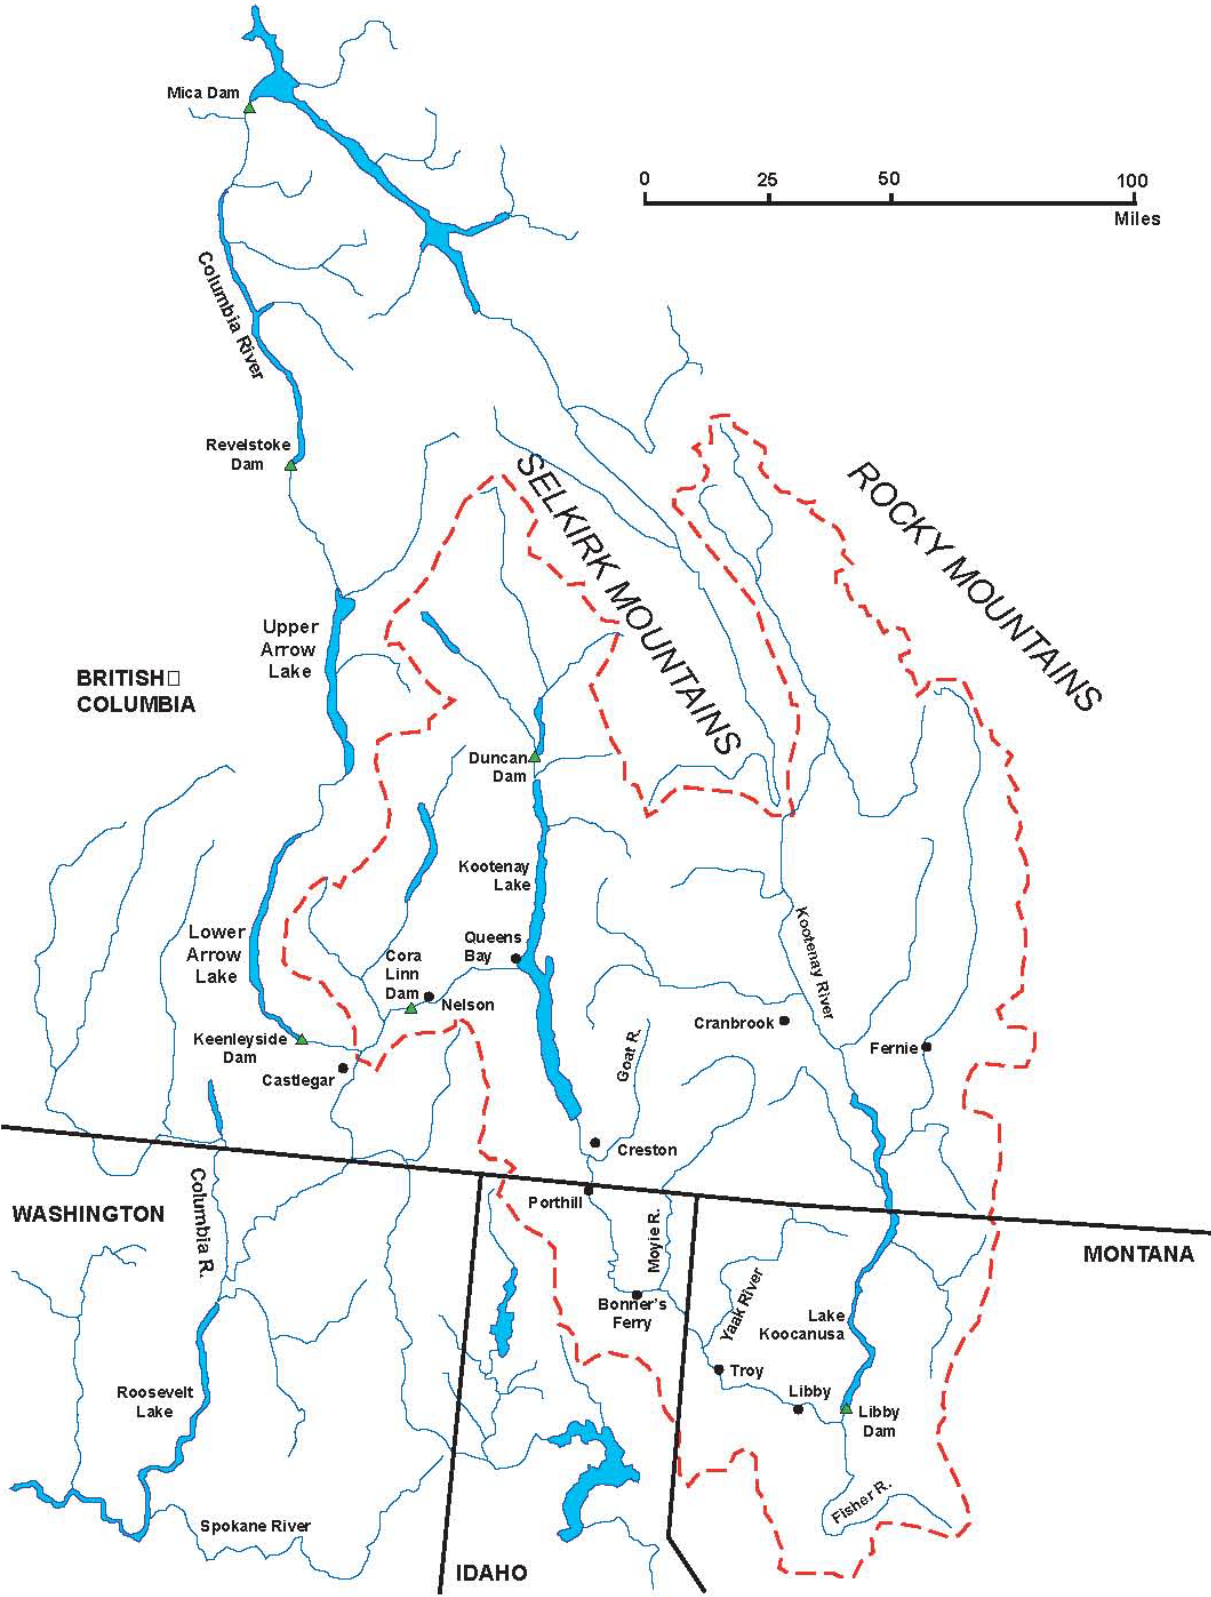 Mica Dam
0 25 50 100
Miles
Columbia River
Revelstoke
Dam
SELKIRK MOUNTAINS
ROCKY MOUNTAINS
Upper
Arrow
Lake
BRITISH□
COLUMBIA
Duncan
Dam
Kootenay
Lake
Kootenay River
Lower
Arrow
Lake
Queens
Bay
Cora
Linn
Dam
Nelson
Cranbrook
Keenleyside
Dam
Fernie
Goat R.
Castlegar
Creston
Columbia R.
WASHINGTON
Porthill
Moyie R.
MONTANA
Yaak River
Bonner's
Ferry
Lake
Koocanusa
Troy
Roosevelt
Lake
Libby
Libby
Dam
Fisher R.
Spokane River
IDAHO